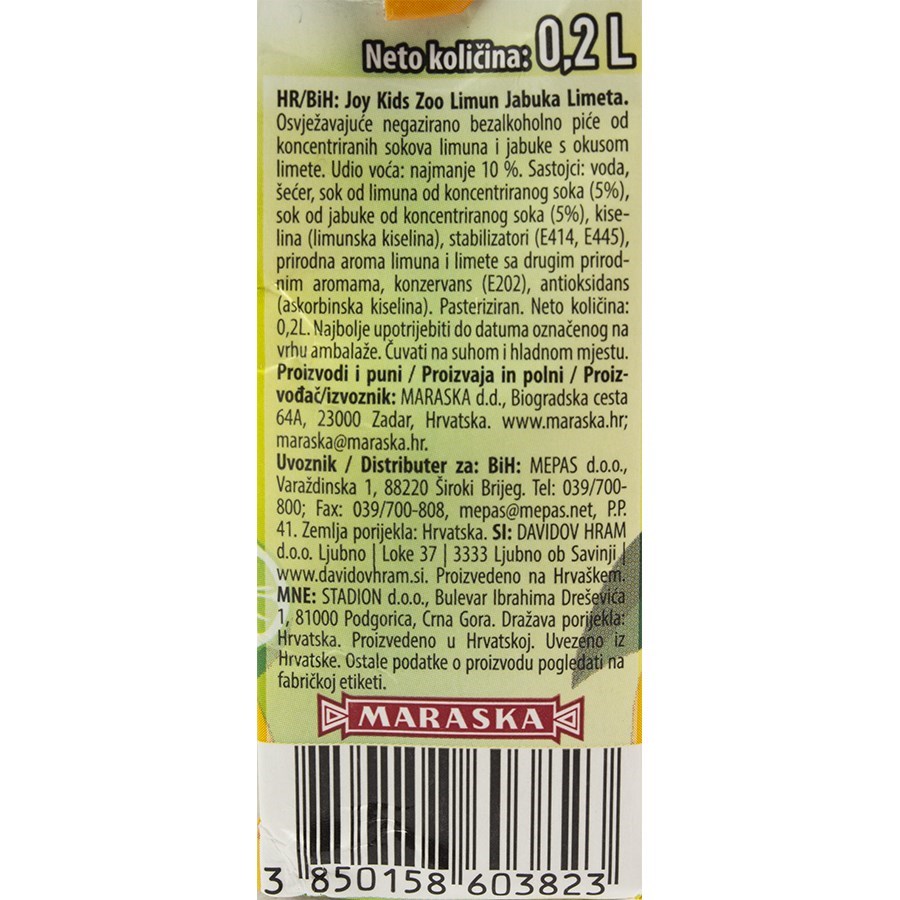 Neto količina: 0,2 L
HR/BiH: Joy Kids Zoo Limun Jabuka Limeta.
Osvježavajuće negazirano bezalkoholno piće od
koncentriranih sokova limuna i jabuke s okusom
limete. Udio voća: najmanje 10 %. Sastojci: voda,
šećer, sok od limuna od koncentriranog soka (5%),
sok od jabuke od koncentriranog soka (5%), kise-
lina (limunska kiselina), stabilizatori (E414, E445),
prirodna aroma limuna i limete sa drugim prirod-
nim aromama, konzervans (E202), antioksidans
(askorbinska kiselina). Pasteriziran. Neto količina:
0,2L. Najbolje upotrijebiti do datuma označenog na
vrhu ambalaže. Čuvati na suhom i hladnom mjestu.
Proizvodi i puni / Proizvaja in polni / Proiz-
vođač/izvoznik: MARASKA d.d., Biogradska cesta
64A, 23000 Zadar, Hrvatska. www.maraska.hr;
maraska@maraska.hr.
Uvoznik / Distributer za: BiH: MEPAS d.o.o.,
Varaždinska 1, 88220 Široki Brijeg. Tel: 039/700-
800; Fax: 039/700-808, mepas@mepas.net, P.P.
41. Zemlja porijekla: Hrvatska. SI: DAVIDOV HRAM
d.o.o. Ljubno | Loke 37 | 3333 Ljubno ob Savinji |
www.davidovhram.si. Proizvedeno na Hrvaškem.
MNE: STADION d.o.o., Bulevar Ibrahima Dreševića
1, 81000 Podgorica, Crna Gora. Dražava porijekla:
Hrvatska. Proizvedeno u Hrvatskoj. Uvezeno iz
Hrvatske. Ostale podatke o proizvodu pogledati na
fabričkoj etiketi.
MARASKA
3 850158 603823